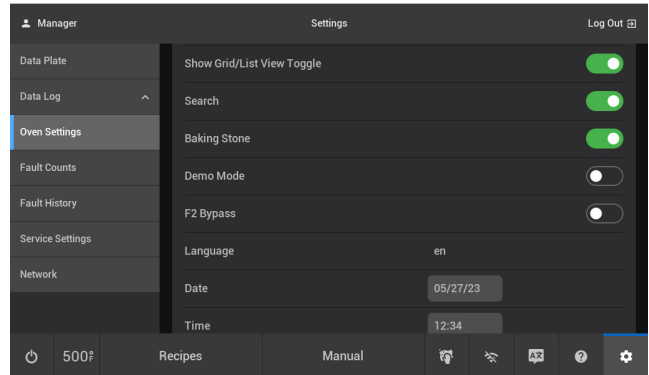 Manager Settings Log Out
Data Plate
Data Log
Oven Settings
Fault Counts
Fault History
Service Settings
Network
Show Grid/List View Toggle
Search
Baking Stone
Demo Mode
F2 Bypass
Language en
Date 05/27/23
Time 12:34
500°F Recipes Manual